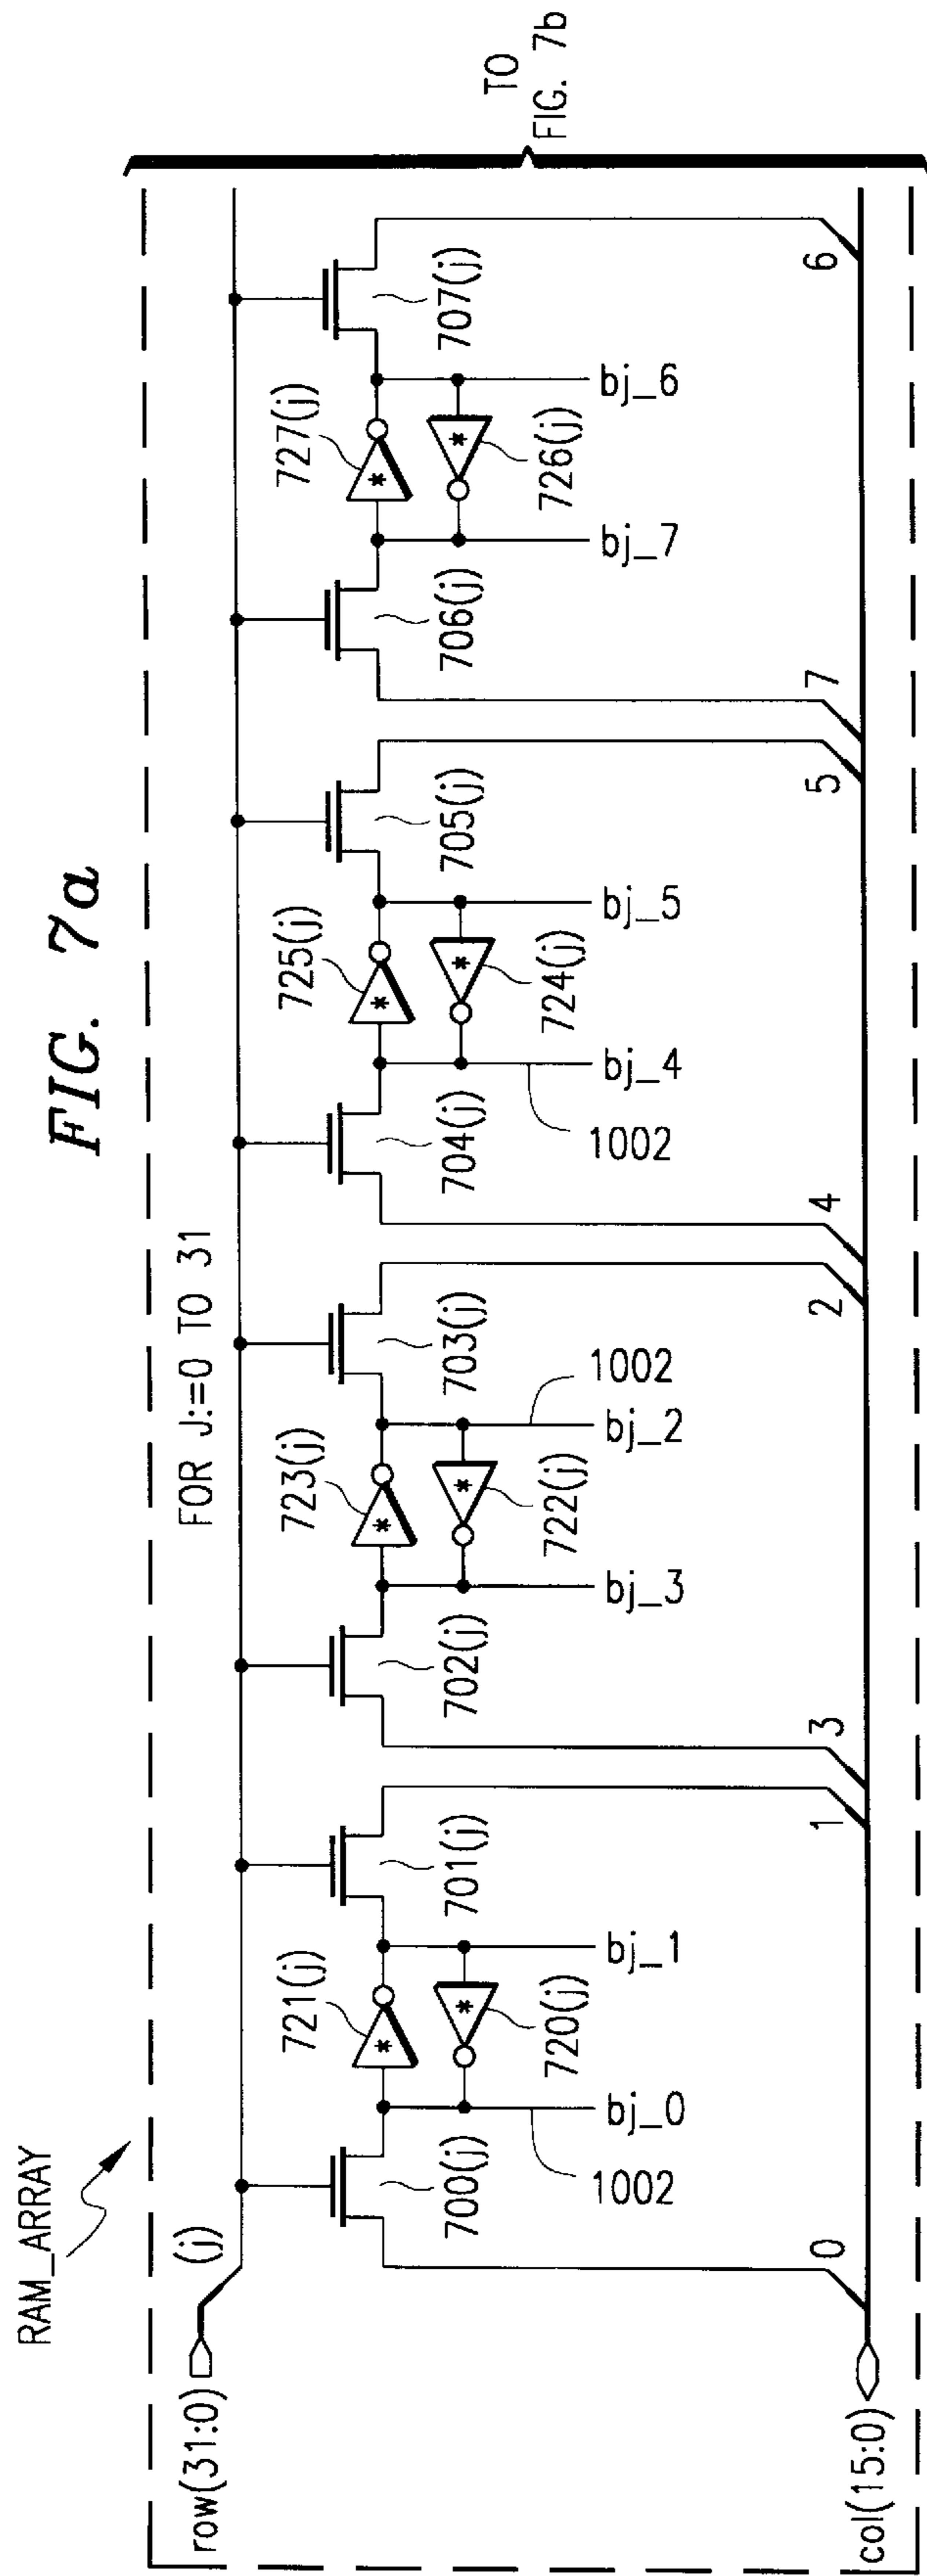 FIG. 7a
RAM_ARRAY
row(31:0)
(j)
FOR J:=0 TO 31
TO
FIG. 7b
700(j)
721(j)
701(j)
702(j)
723(j)
703(j)
704(j)
725(j)
705(j)
706(j)
727(j)
707(j)
*
*
*
*
*
*
*
*
720(j)
722(j)
724(j)
726(j)
bj_0
bj_1
bj_3
bj_2
bj_4
bj_5
bj_7
bj_6
1002
1002
1002
0
1
3
2
4
5
7
6
col(15:0)